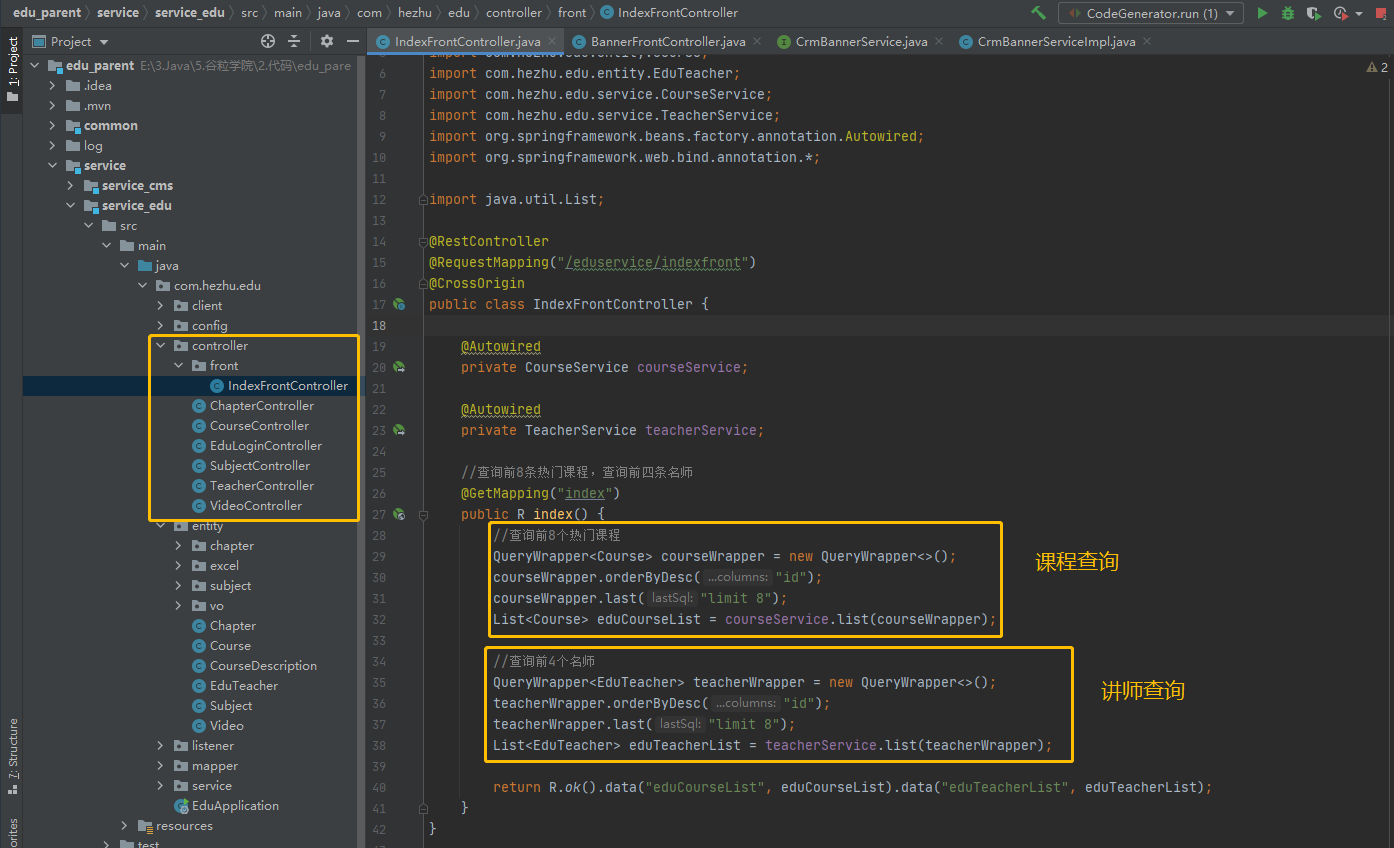 edu_parent service service_edu src main java com hezhu edu controller front IndexFrontController
CodeGenerator.run (1)
1: Project
7: Structure
Project
edu_parent E:\3.Java\5.谷粒学院\2.代码\edu_pare
.idea
.mvn
common
log
service
service_cms
service_edu
src
main
java
com.hezhu.edu
client
config
controller
front
IndexFrontController
ChapterController
CourseController
EduLoginController
SubjectController
TeacherController
VideoController
entity
chapter
excel
subject
vo
Chapter
Course
CourseDescription
EduTeacher
Subject
Video
listener
mapper
service
EduApplication
resources
test
IndexFrontController.java BannerFrontController.java CrmBannerService.java CrmBannerServiceImpl.java
2
5 import com.hezhu.edu.entity.Course;
6 import com.hezhu.edu.entity.EduTeacher;
7 import com.hezhu.edu.service.CourseService;
8 import com.hezhu.edu.service.TeacherService;
9 import org.springframework.beans.factory.annotation.Autowired;
10 import org.springframework.web.bind.annotation.*;
11
12 import java.util.List;
13
14 @RestController
15 @RequestMapping("/eduservice/indexfront")
16 @CrossOrigin
17 public class IndexFrontController {
18
19 @Autowired
20 private CourseService courseService;
21
22 @Autowired
23 private TeacherService teacherService;
24
25 //查询前8条热门课程，查询前四条名师
26 @GetMapping("index")
27 public R index() {
28 //查询前8个热门课程
29 QueryWrapper<Course> courseWrapper = new QueryWrapper<>();
30 courseWrapper.orderByDesc( ...columns: "id");
31 courseWrapper.last( lastSql: "limit 8");
32 List<Course> eduCourseList = courseService.list(courseWrapper);
课程查询
33
34 //查询前4个名师
35 QueryWrapper<EduTeacher> teacherWrapper = new QueryWrapper<>();
36 teacherWrapper.orderByDesc( ...columns: "id");
37 teacherWrapper.last( lastSql: "limit 8");
38 List<EduTeacher> eduTeacherList = teacherService.list(teacherWrapper);
讲师查询
39
40 return R.ok().data("eduCourseList", eduCourseList).data("eduTeacherList", eduTeacherList);
41 }
42 }